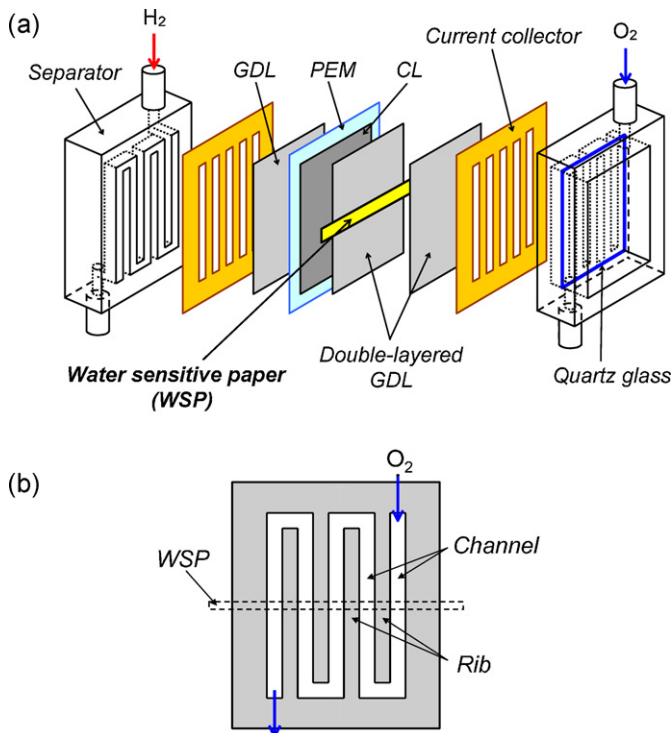 (a)
H₂
O₂
Separator
GDL
PEM
CL
Current collector
Water sensitive paper
(WSP)
Double-layered
GDL
Quartz glass
(b)
O₂
WSP
Channel
Rib